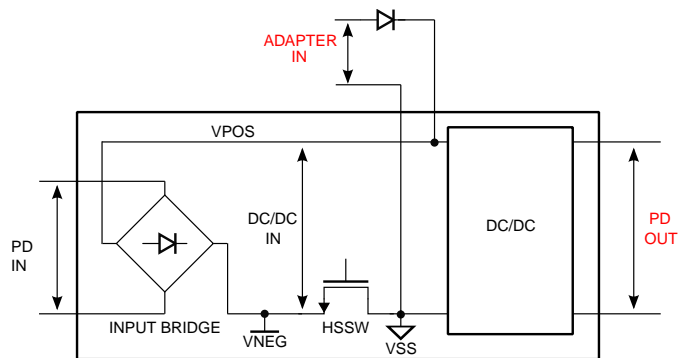 ADAPTER
IN
VPOS
PD
IN
DC/DC
IN
DC/DC
PD
OUT
INPUT BRIDGE
VNEG
HSSW
VSS